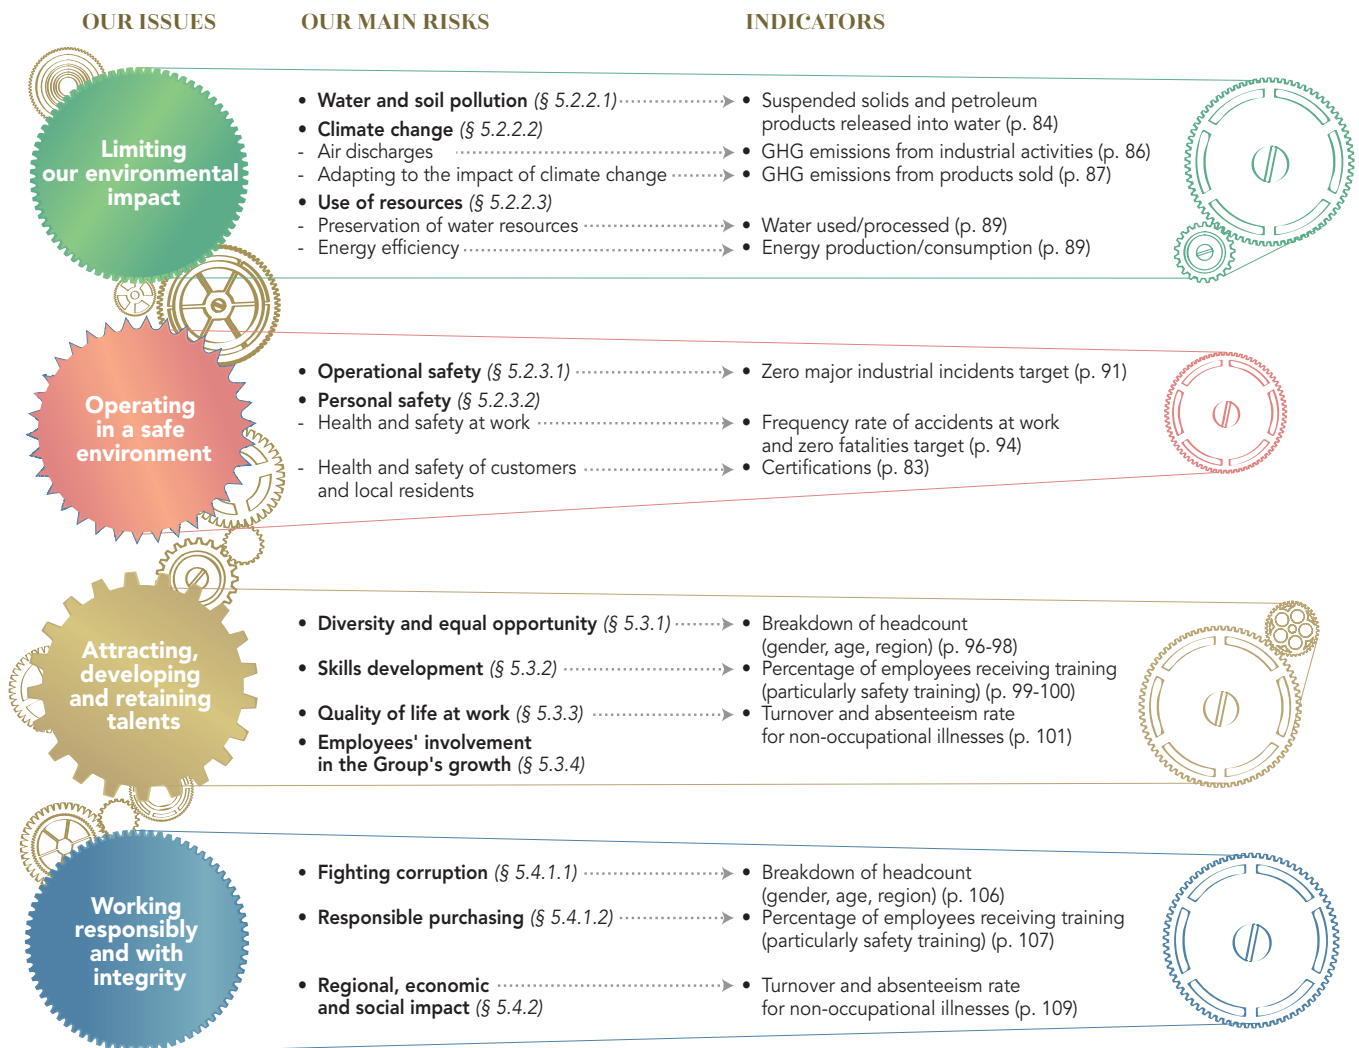 OUR ISSUES
OUR MAIN RISKS
INDICATORS
Limiting
our environmental
impact
• Water and soil pollution (§ 5.2.2.1)
• Climate change (§ 5.2.2.2)
- Air discharges
- Adapting to the impact of climate change
• Use of resources (§ 5.2.2.3)
- Preservation of water resources
- Energy efficiency
• Suspended solids and petroleum
products released into water (p. 84)
• GHG emissions from industrial activities (p. 86)
• GHG emissions from products sold (p. 87)
• Water used/processed (p. 89)
• Energy production/consumption (p. 89)
Operating
in a safe
environment
• Operational safety (§ 5.2.3.1)
• Personal safety (§ 5.2.3.2)
- Health and safety at work
- Health and safety of customers
and local residents
• Zero major industrial incidents target (p. 91)
• Frequency rate of accidents at work
and zero fatalities target (p. 94)
• Certifications (p. 83)
Attracting,
developing
and retaining
talents
• Diversity and equal opportunity (§ 5.3.1)
• Skills development (§ 5.3.2)
• Quality of life at work (§ 5.3.3)
• Employees' involvement
in the Group's growth (§ 5.3.4)
• Breakdown of headcount
(gender, age, region) (p. 96-98)
• Percentage of employees receiving training
(particularly safety training) (p. 99-100)
• Turnover and absenteeism rate
for non-occupational illnesses (p. 101)
Working
responsibly
and with
integrity
• Fighting corruption (§ 5.4.1.1)
• Responsible purchasing (§ 5.4.1.2)
• Regional, economic
and social impact (§ 5.4.2)
• Breakdown of headcount
(gender, age, region) (p. 106)
• Percentage of employees receiving training
(particularly safety training) (p. 107)
• Turnover and absenteeism rate
for non-occupational illnesses (p. 109)